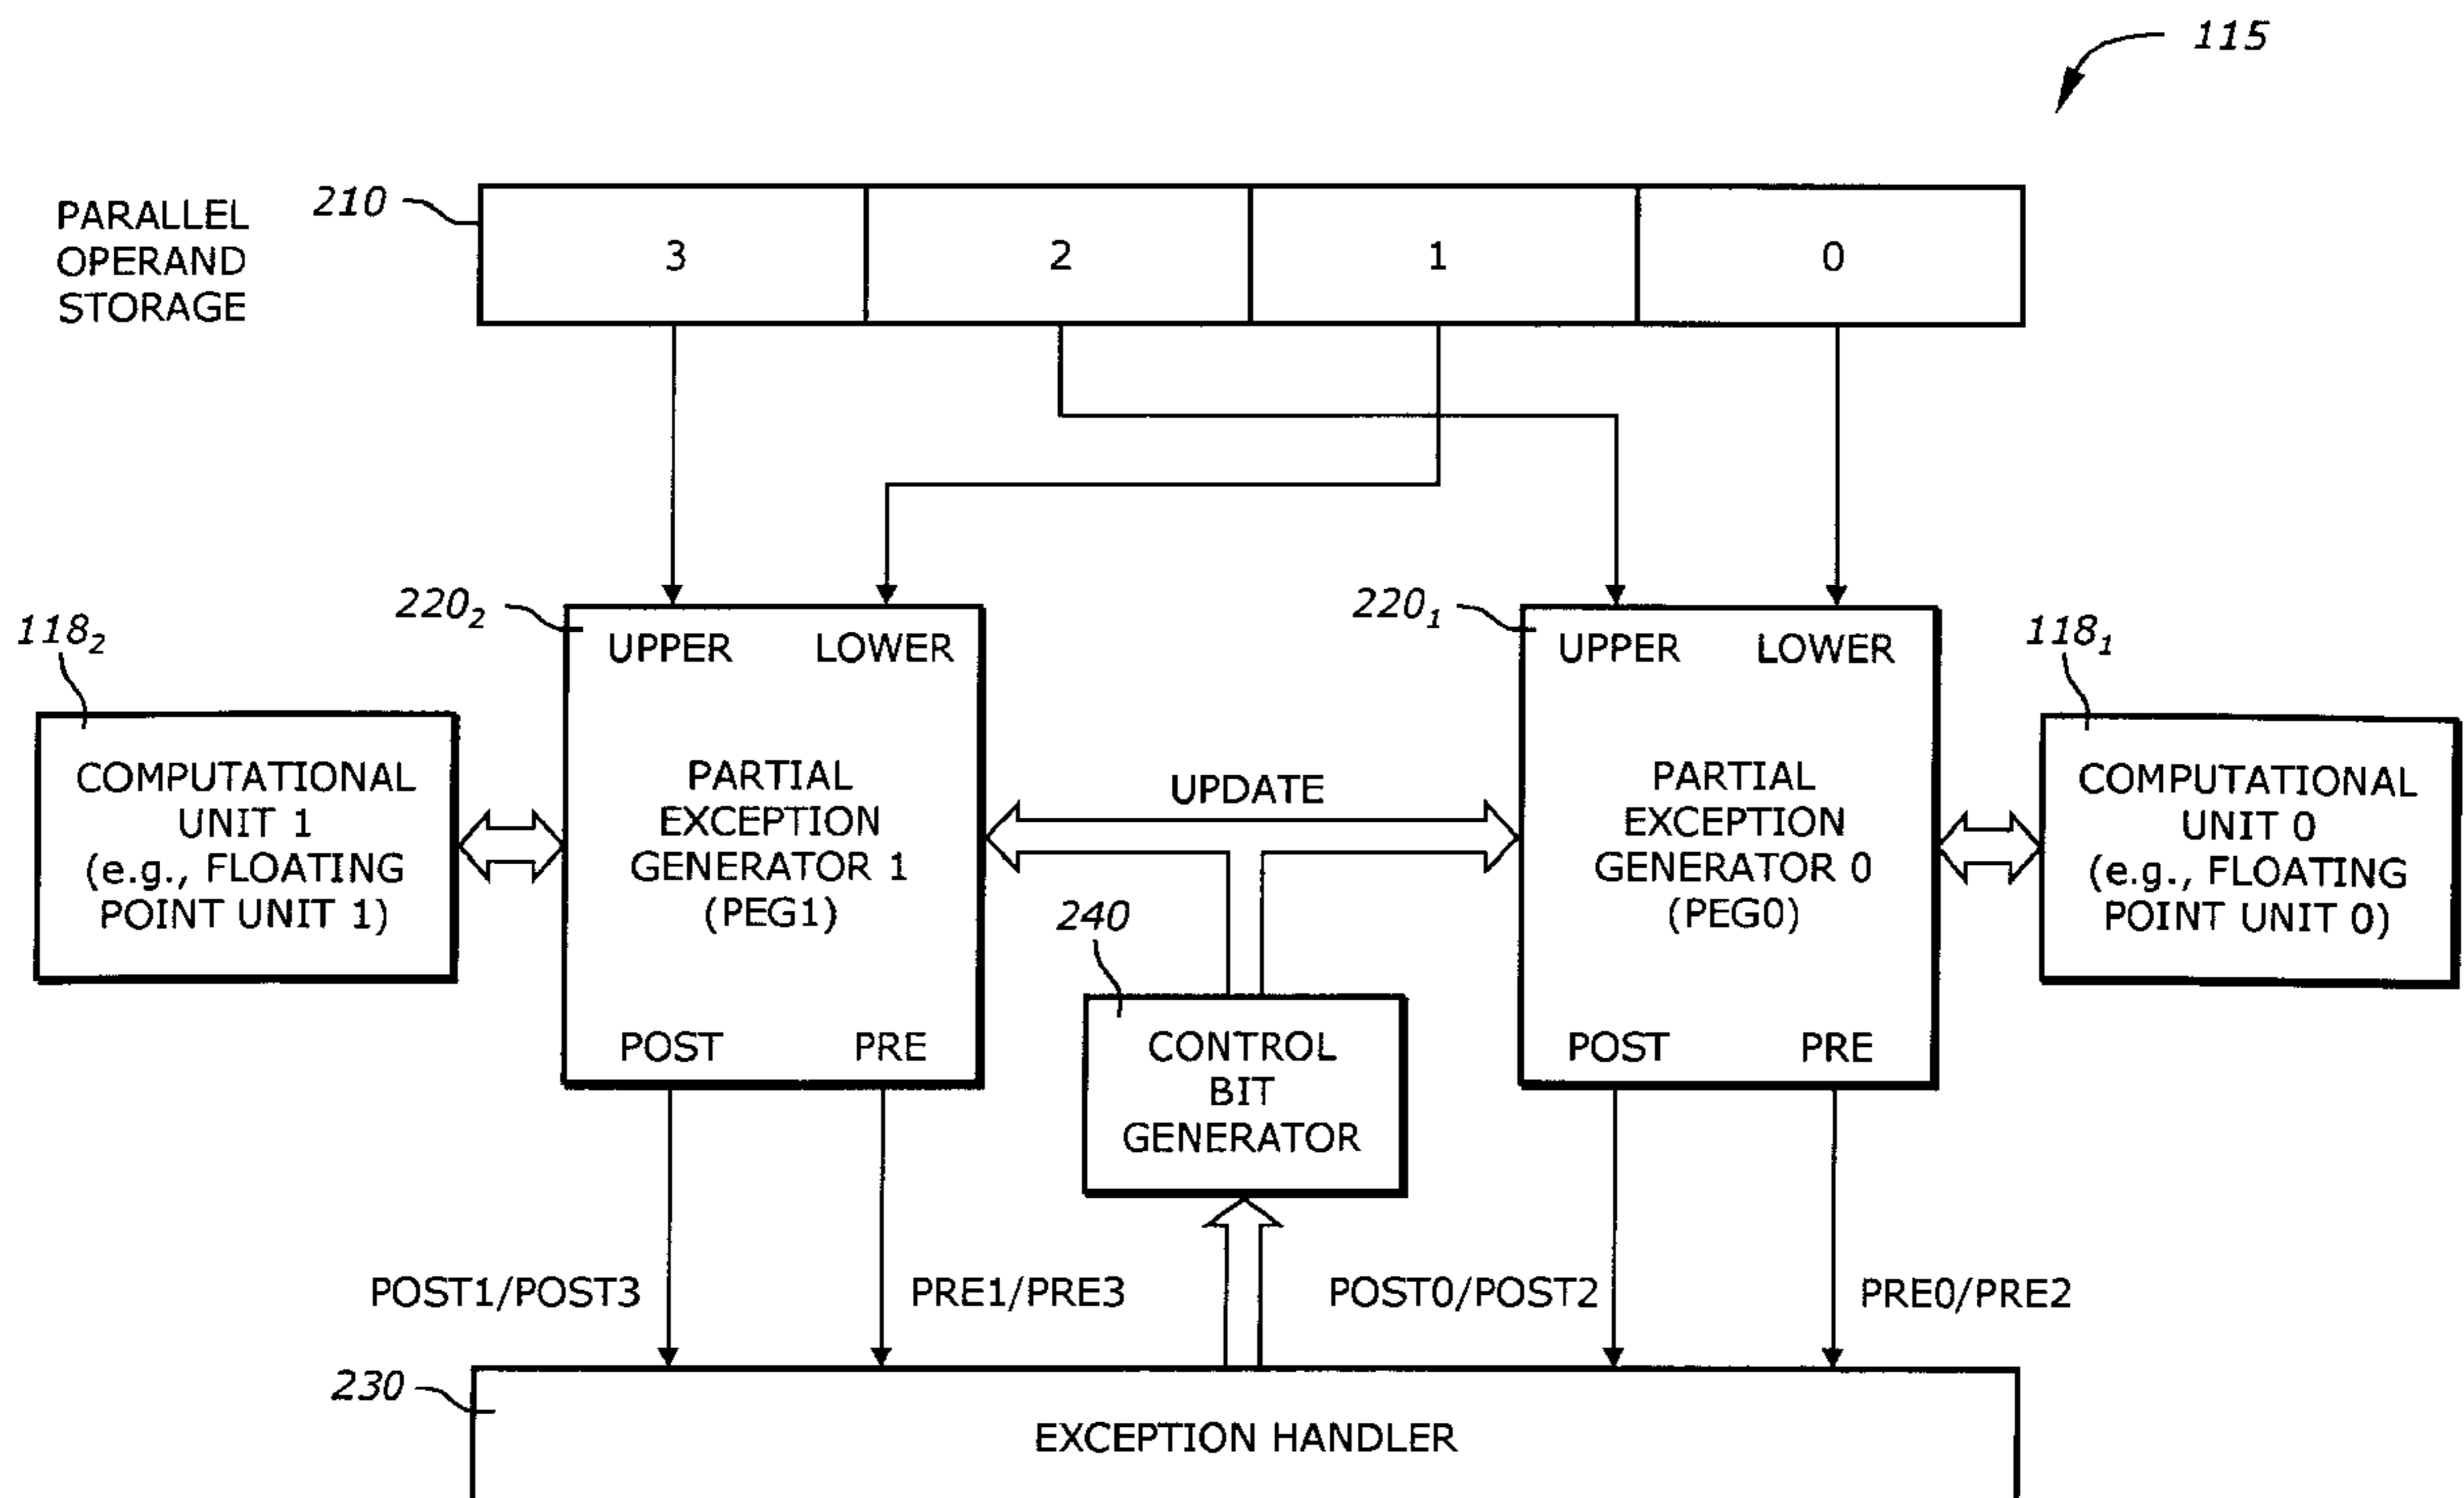 115
PARALLEL
OPERAND
STORAGE
210
3
2
1
0
220₂
220₁
118₂
118₁
UPPER
LOWER
UPPER
LOWER
COMPUTATIONAL
UNIT 1
(e.g., FLOATING
POINT UNIT 1)
PARTIAL
EXCEPTION
GENERATOR 1
(PEG1)
UPDATE
PARTIAL
EXCEPTION
GENERATOR 0
(PEG0)
COMPUTATIONAL
UNIT 0
(e.g., FLOATING
POINT UNIT 0)
240
POST
PRE
CONTROL
BIT
GENERATOR
POST
PRE
POST1/POST3
PRE1/PRE3
POST0/POST2
PRE0/PRE2
230
EXCEPTION HANDLER